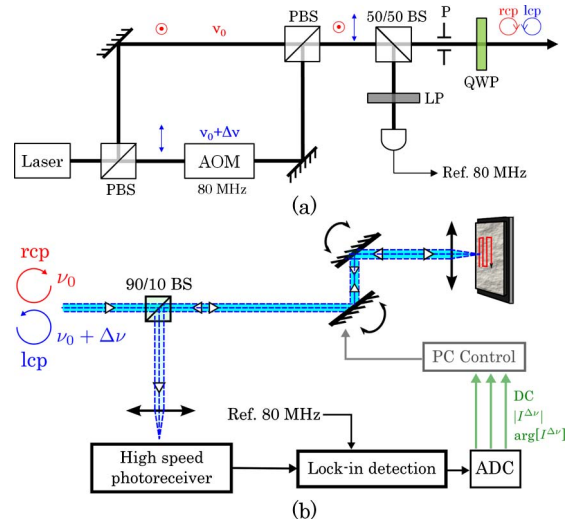 PBS
50/50 BS
P
rcp lcp
ν₀
QWP
LP
ν₀+Δν
Laser
AOM
PBS
80 MHz
Ref. 80 MHz
(a)
rcp
ν₀
90/10 BS
ν₀ + Δν
lcp
PC Control
DC
|I^Δν|
arg[I^Δν]
Ref. 80 MHz
High speed
photoreceiver
Lock-in detection
ADC
(b)